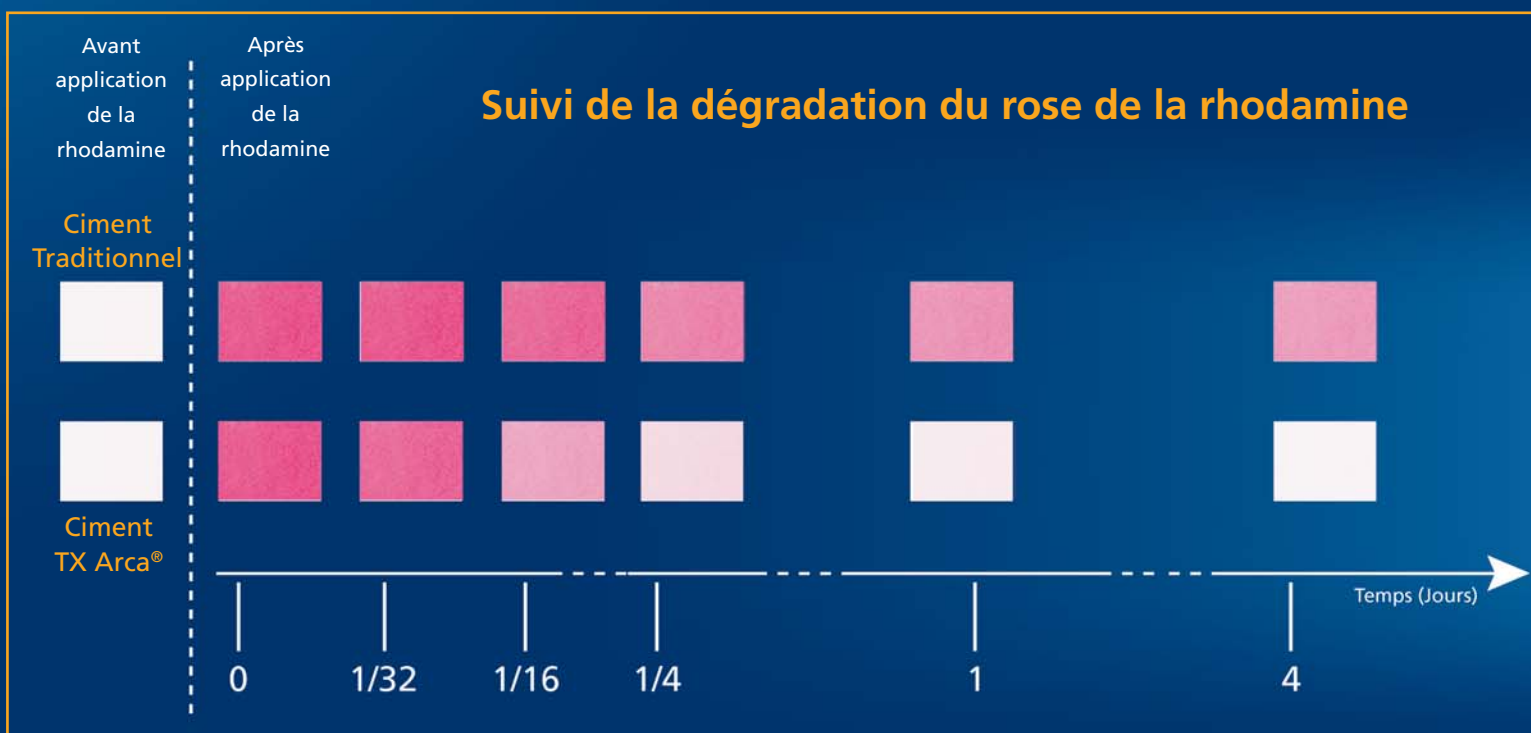 Avant
application
de la
rhodamine
Après
application
de la
rhodamine
Suivi de la dégradation du rose de la rhodamine
Ciment
Traditionnel
Ciment
TX Arca®
Temps (Jours)
0
1/32
1/16
1/4
1
4